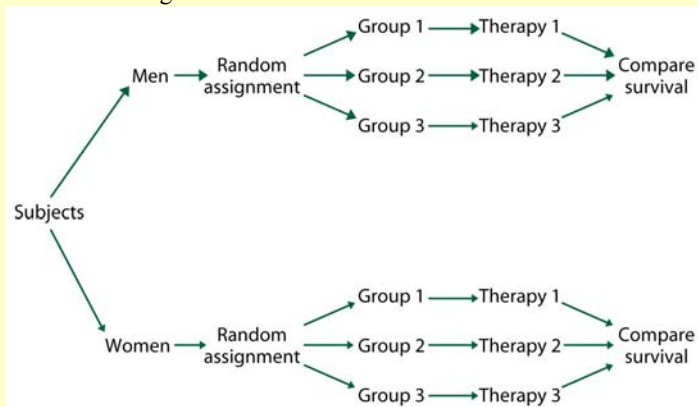 Group 1 Therapy 1
Men Random assignment Group 2 Therapy 2 Compare survival
Group 3 Therapy 3
Subjects
Group 1 Therapy 1
Women Random assignment Group 2 Therapy 2 Compare survival
Group 3 Therapy 3